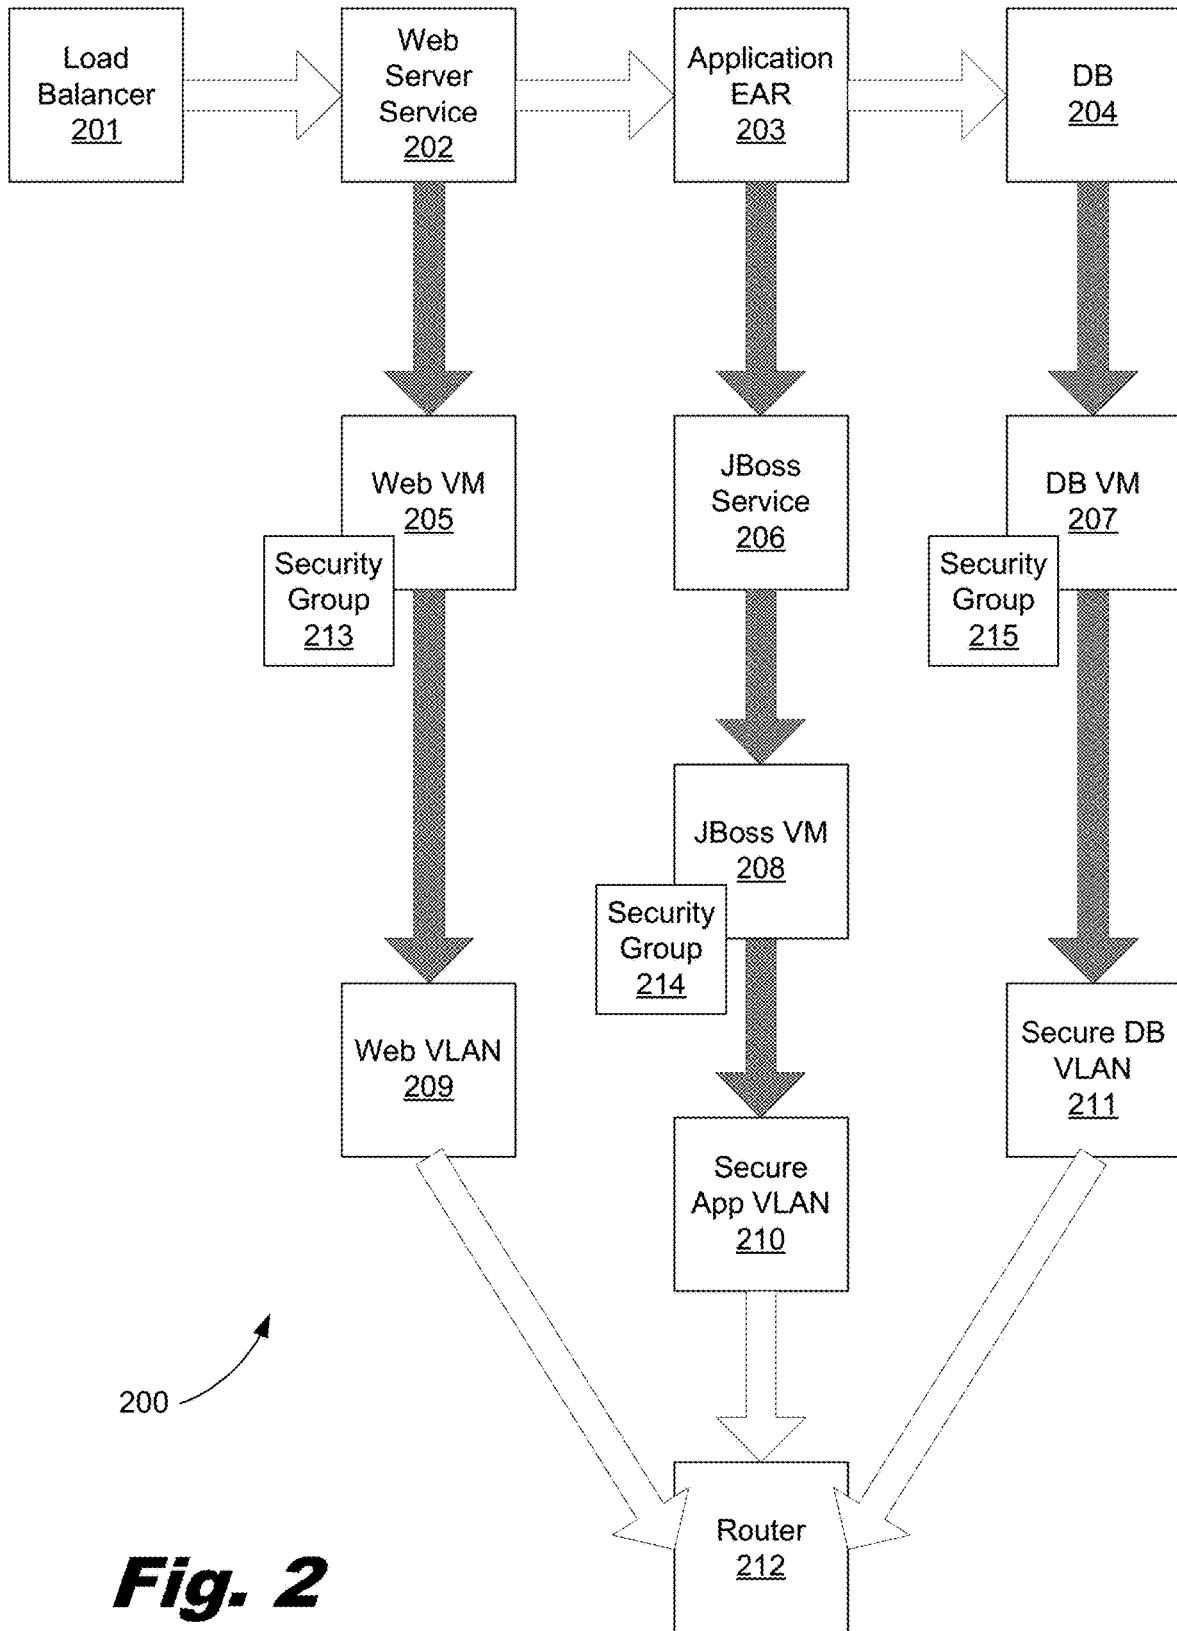 Load
Balancer
201
Web
Server
Service
202
Application
EAR
203
DB
204
Web VM
205
Security
Group
213
JBoss
Service
206
DB VM
207
Security
Group
215
JBoss VM
208
Security
Group
214
Web VLAN
209
Secure DB
VLAN
211
Secure
App VLAN
210
200
Router
212
Fig. 2